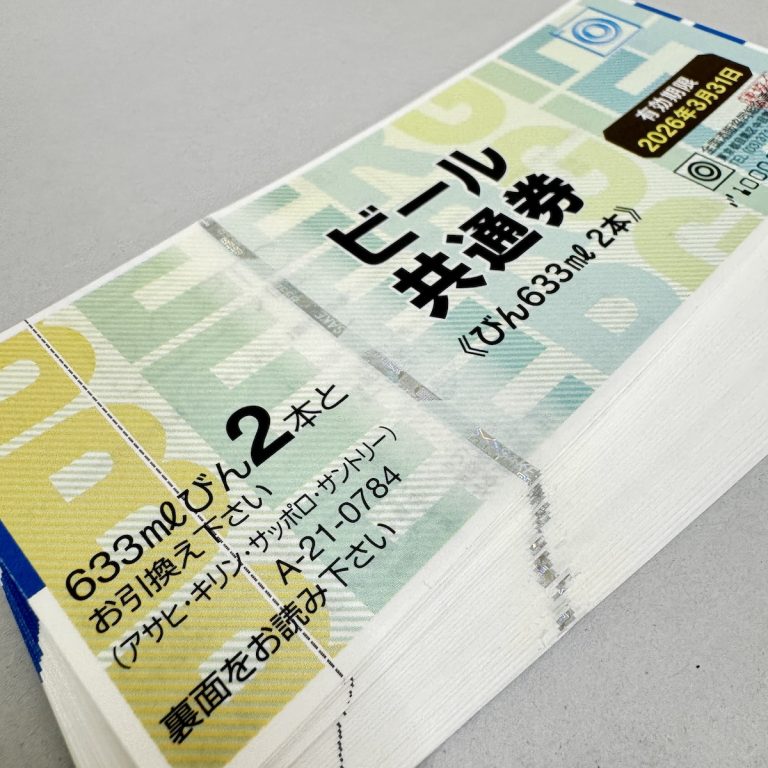 ビール
共通券
《びん633㎖ 2本》
有効期限
2026年3月31日
633㎖びん2本と
お引換え下さい
(アサヒ・キリン・サッポロ・サントリー)
A-21-0784
裏面をお読み下さい